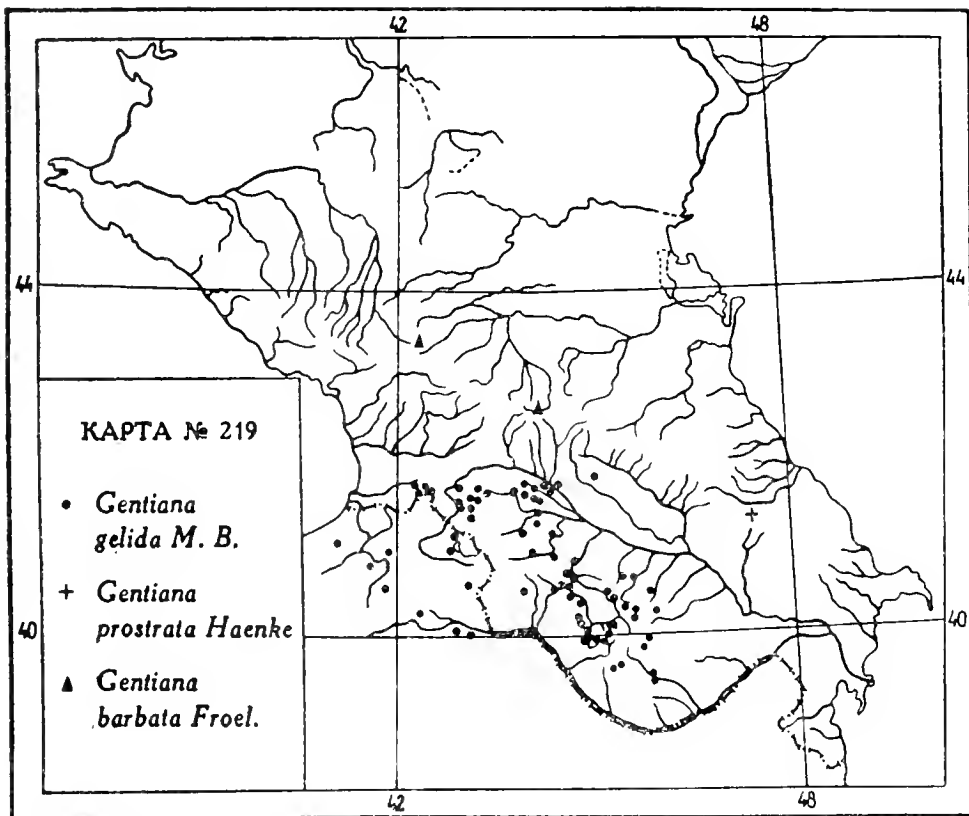 42
48
44
44
КАРТА № 219
• Gentiana
gelida M. B.
+ Gentiana
prostrata Haenke
▲ Gentiana
barbata Froel.
40
40
42
48